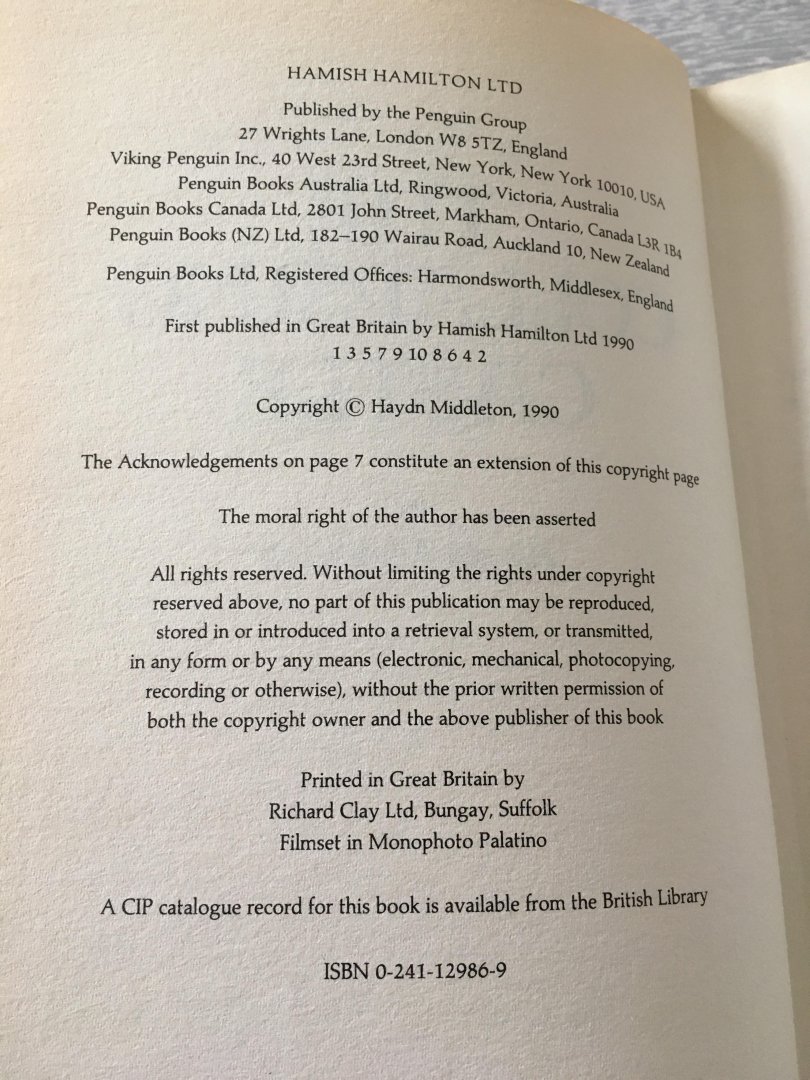 HAMISH HAMILTON LTD
Published by the Penguin Group
27 Wrights Lane, London W8 5TZ, England
Viking Penguin Inc., 40 West 23rd Street, New York, New York 10010, USA
Penguin Books Australia Ltd, Ringwood, Victoria, Australia
Penguin Books Canada Ltd, 2801 John Street, Markham, Ontario, Canada L3R 1B4
Penguin Books (NZ) Ltd, 182–190 Wairau Road, Auckland 10, New Zealand
Penguin Books Ltd, Registered Offices: Harmondsworth, Middlesex, England
First published in Great Britain by Hamish Hamilton Ltd 1990
1 3 5 7 9 10 8 6 4 2
Copyright © Haydn Middleton, 1990
The Acknowledgements on page 7 constitute an extension of this copyright page
The moral right of the author has been asserted
All rights reserved. Without limiting the rights under copyright
reserved above, no part of this publication may be reproduced,
stored in or introduced into a retrieval system, or transmitted,
in any form or by any means (electronic, mechanical, photocopying,
recording or otherwise), without the prior written permission of
both the copyright owner and the above publisher of this book
Printed in Great Britain by
Richard Clay Ltd, Bungay, Suffolk
Filmset in Monophoto Palatino
A CIP catalogue record for this book is available from the British Library
ISBN 0-241-12986-9